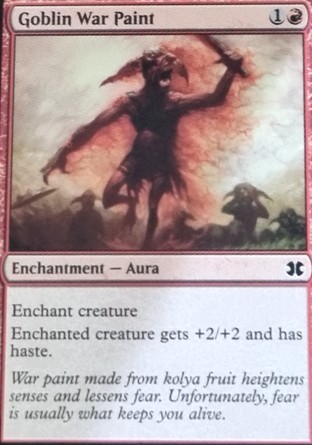 Goblin War Paint 1
Enchantment — Aura
Enchant creature
Enchanted creature gets +2/+2 and has
haste.
War paint made from kolya fruit heightens
senses and lessens fear. Unfortunately, fear
is usually what keeps you alive.